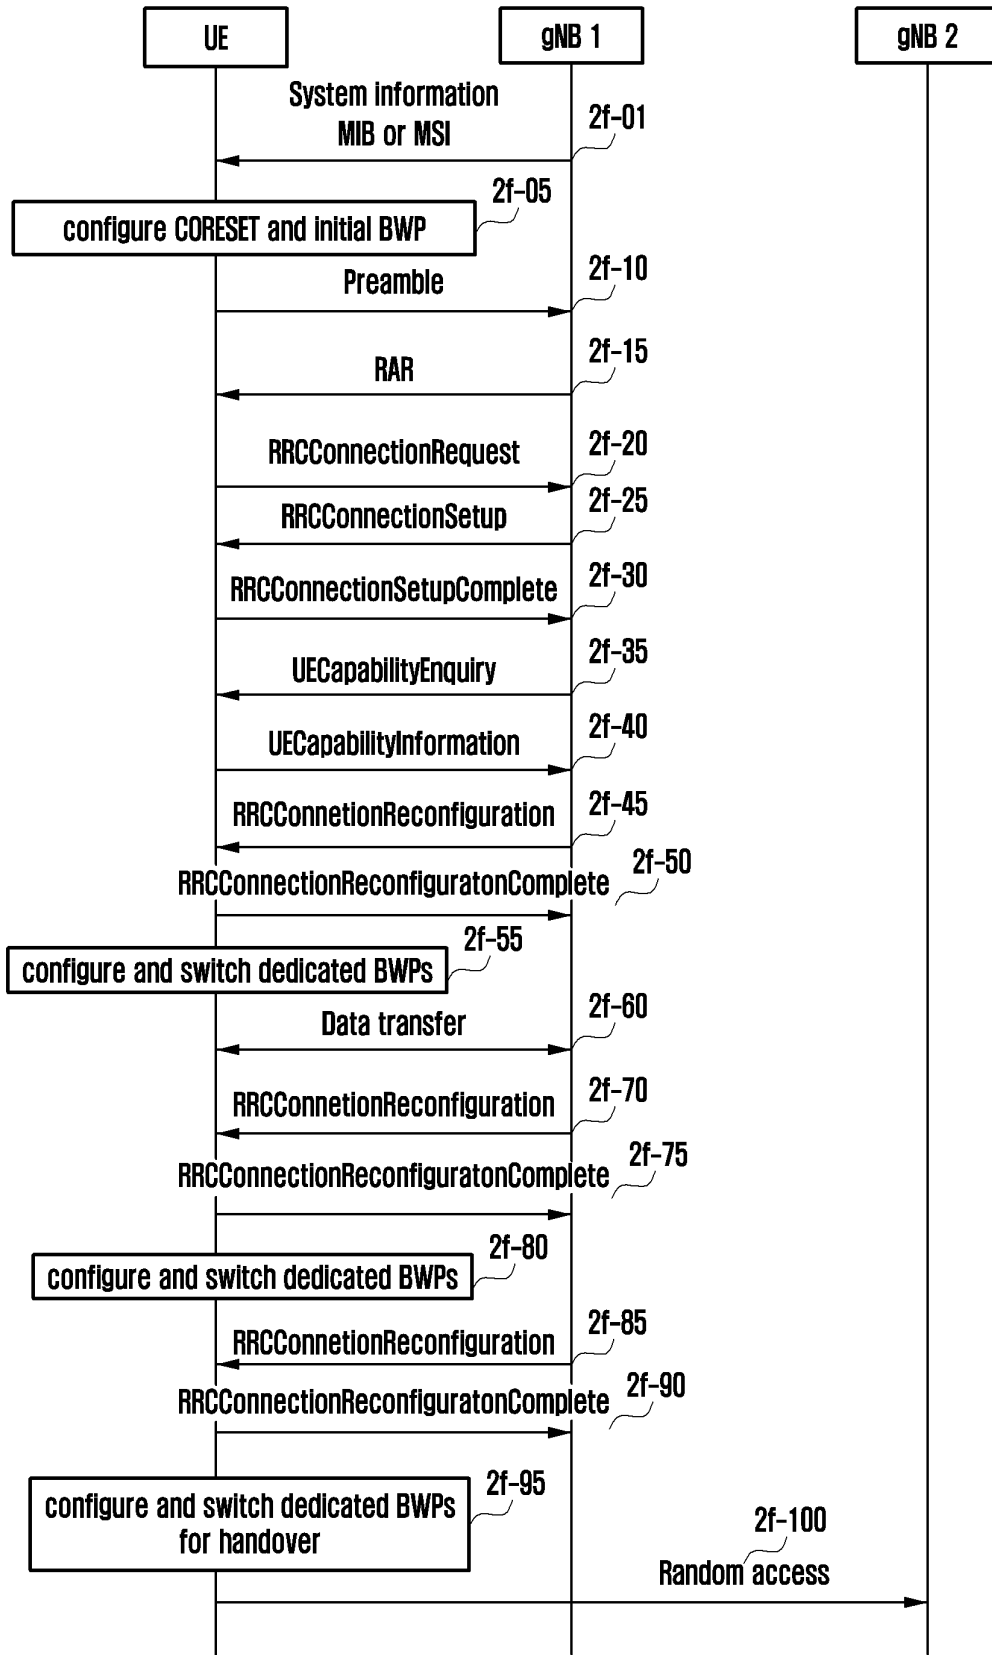 UE
gNB 1
gNB 2
System information
MIB or MSI
2f-01
2f-05
configure CORESET and initial BWP
2f-10
Preamble
2f-15
RAR
2f-20
RRCConnectionRequest
2f-25
RRCConnectionSetup
2f-30
RRCConnectionSetupComplete
2f-35
UECapabilityEnquiry
2f-40
UECapabilityInformation
2f-45
RRCConnetionReconfiguration
2f-50
RRCConnectionReconfiguratonComplete
2f-55
configure and switch dedicated BWPs
2f-60
Data transfer
2f-70
RRCConnetionReconfiguration
2f-75
RRCConnectionReconfiguratonComplete
2f-80
configure and switch dedicated BWPs
2f-85
RRCConnetionReconfiguration
2f-90
RRCConnectionReconfiguratonComplete
2f-95
configure and switch dedicated BWPs
for handover
2f-100
Random access